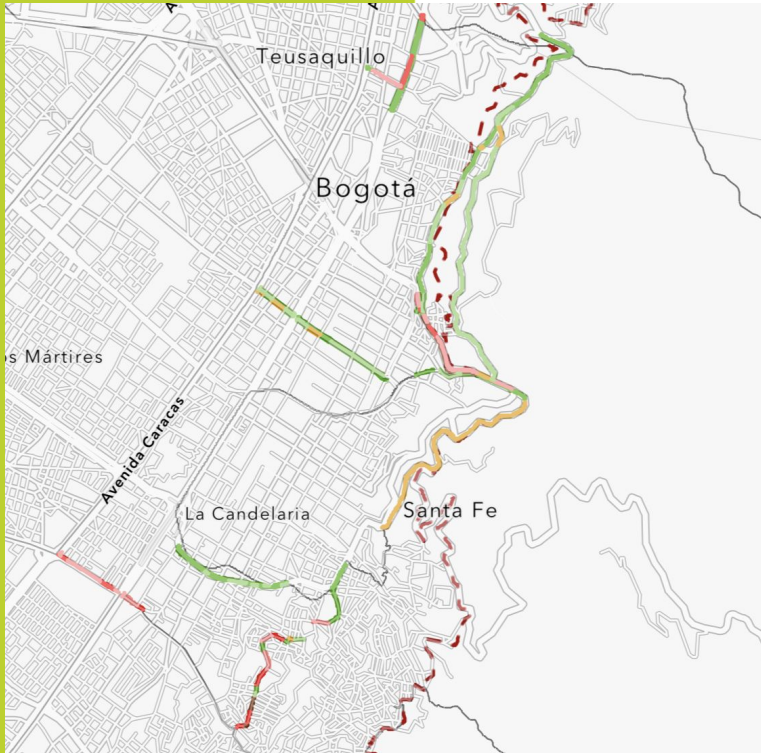 Teusaquillo
Bogotá
os Mártires
Avenida Caracas
La Candelaria
Santa Fe